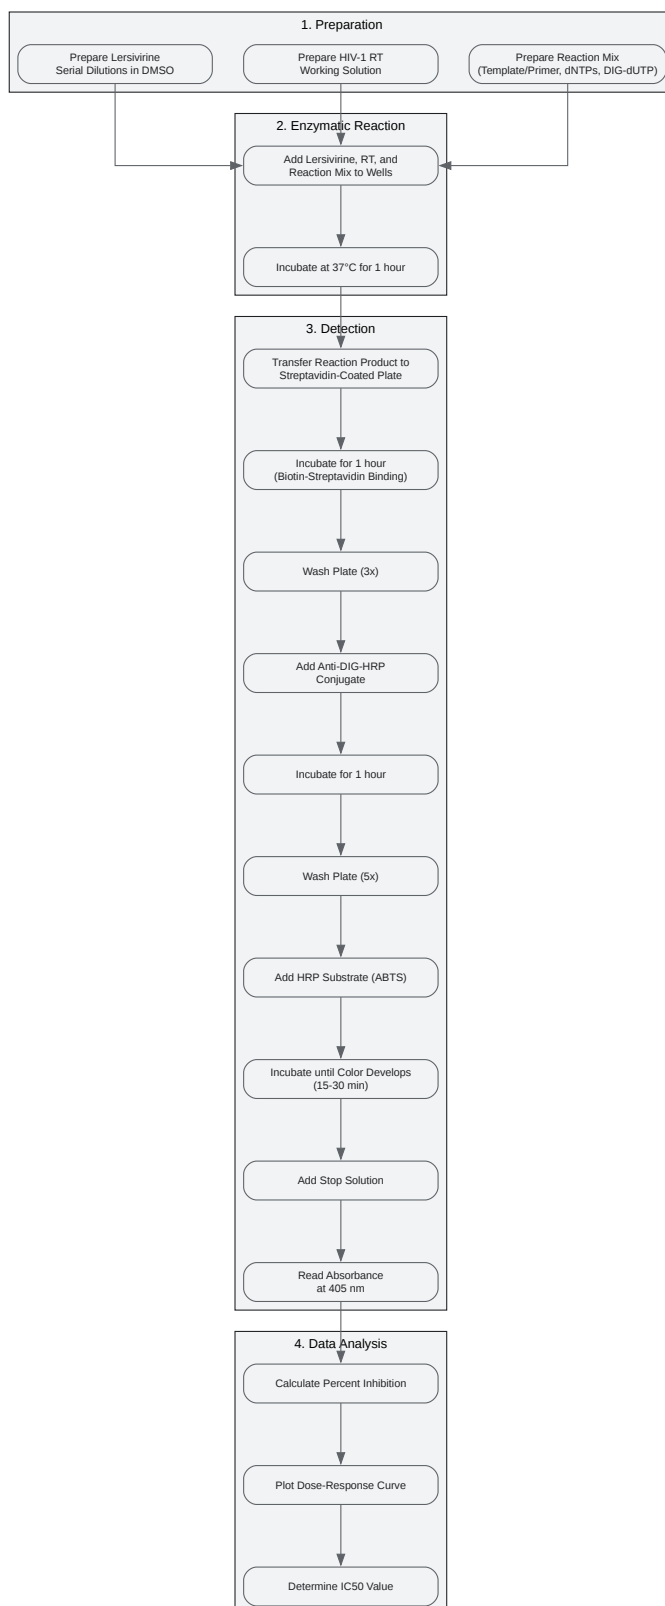 1. Preparation
Prepare Lersivirine
Serial Dilutions in DMSO
Prepare HIV-1 RT
Working Solution
Prepare Reaction Mix
(Template/Primer, dNTPs, DIG-dUTP)
2. Enzymatic Reaction
Add Lersivirine, RT, and
Reaction Mix to Wells
Incubate at 37°C for 1 hour
3. Detection
Transfer Reaction Product to
Streptavidin-Coated Plate
Incubate for 1 hour
(Biotin-Streptavidin Binding)
Wash Plate (3x)
Add Anti-DIG-HRP
Conjugate
Incubate for 1 hour
Wash Plate (5x)
Add HRP Substrate (ABTS)
Incubate until Color Develops
(15-30 min)
Add Stop Solution
Read Absorbance
at 405 nm
4. Data Analysis
Calculate Percent Inhibition
Plot Dose-Response Curve
Determine IC50 Value